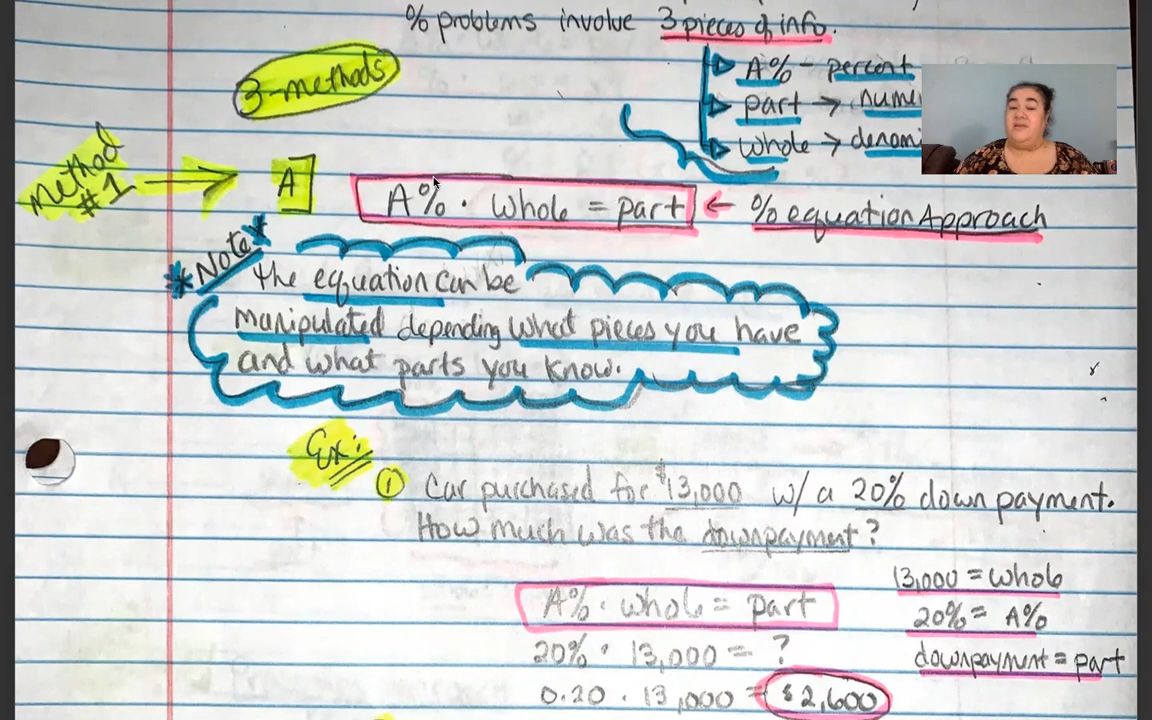 % problems involve 3 pieces of info.
3-methods
A% - percent
part → nume
whole → denomi
Method #1
A
A% · whole = part ← % equation Approach
*Note*
the equation can be
manipulated depending what pieces you have
and what parts you know.
Ex:
① Car purchased for $13,000 w/ a 20% down payment.
How much was the downpayment?
13,000 = whole
A% · whole = part
20% = A%
20% · 13,000 = ?
downpayment = part
0.20 · 13,000 = $2,600